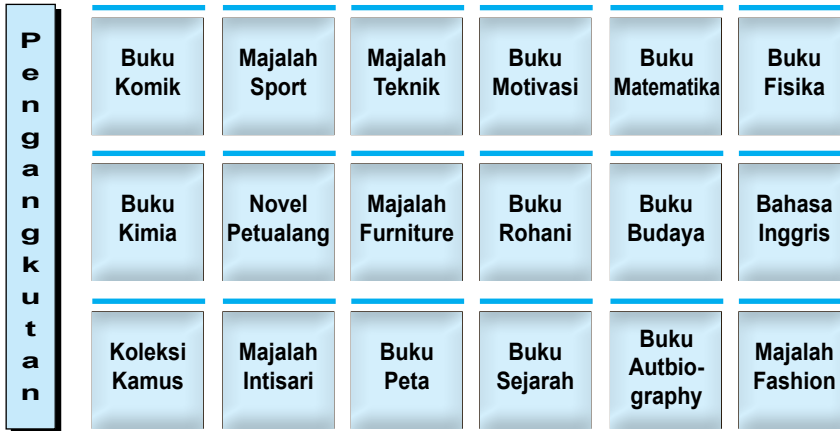 Pengangkutan
Buku
Komik
Majalah
Sport
Majalah
Teknik
Buku
Motivasi
Buku
Matematika
Buku
Fisika
Buku
Kimia
Novel
Petualang
Majalah
Furniture
Buku
Rohani
Buku
Budaya
Bahasa
Inggris
Koleksi
Kamus
Majalah
Intisari
Buku
Peta
Buku
Sejarah
Buku
Autbio-
graphy
Majalah
Fashion